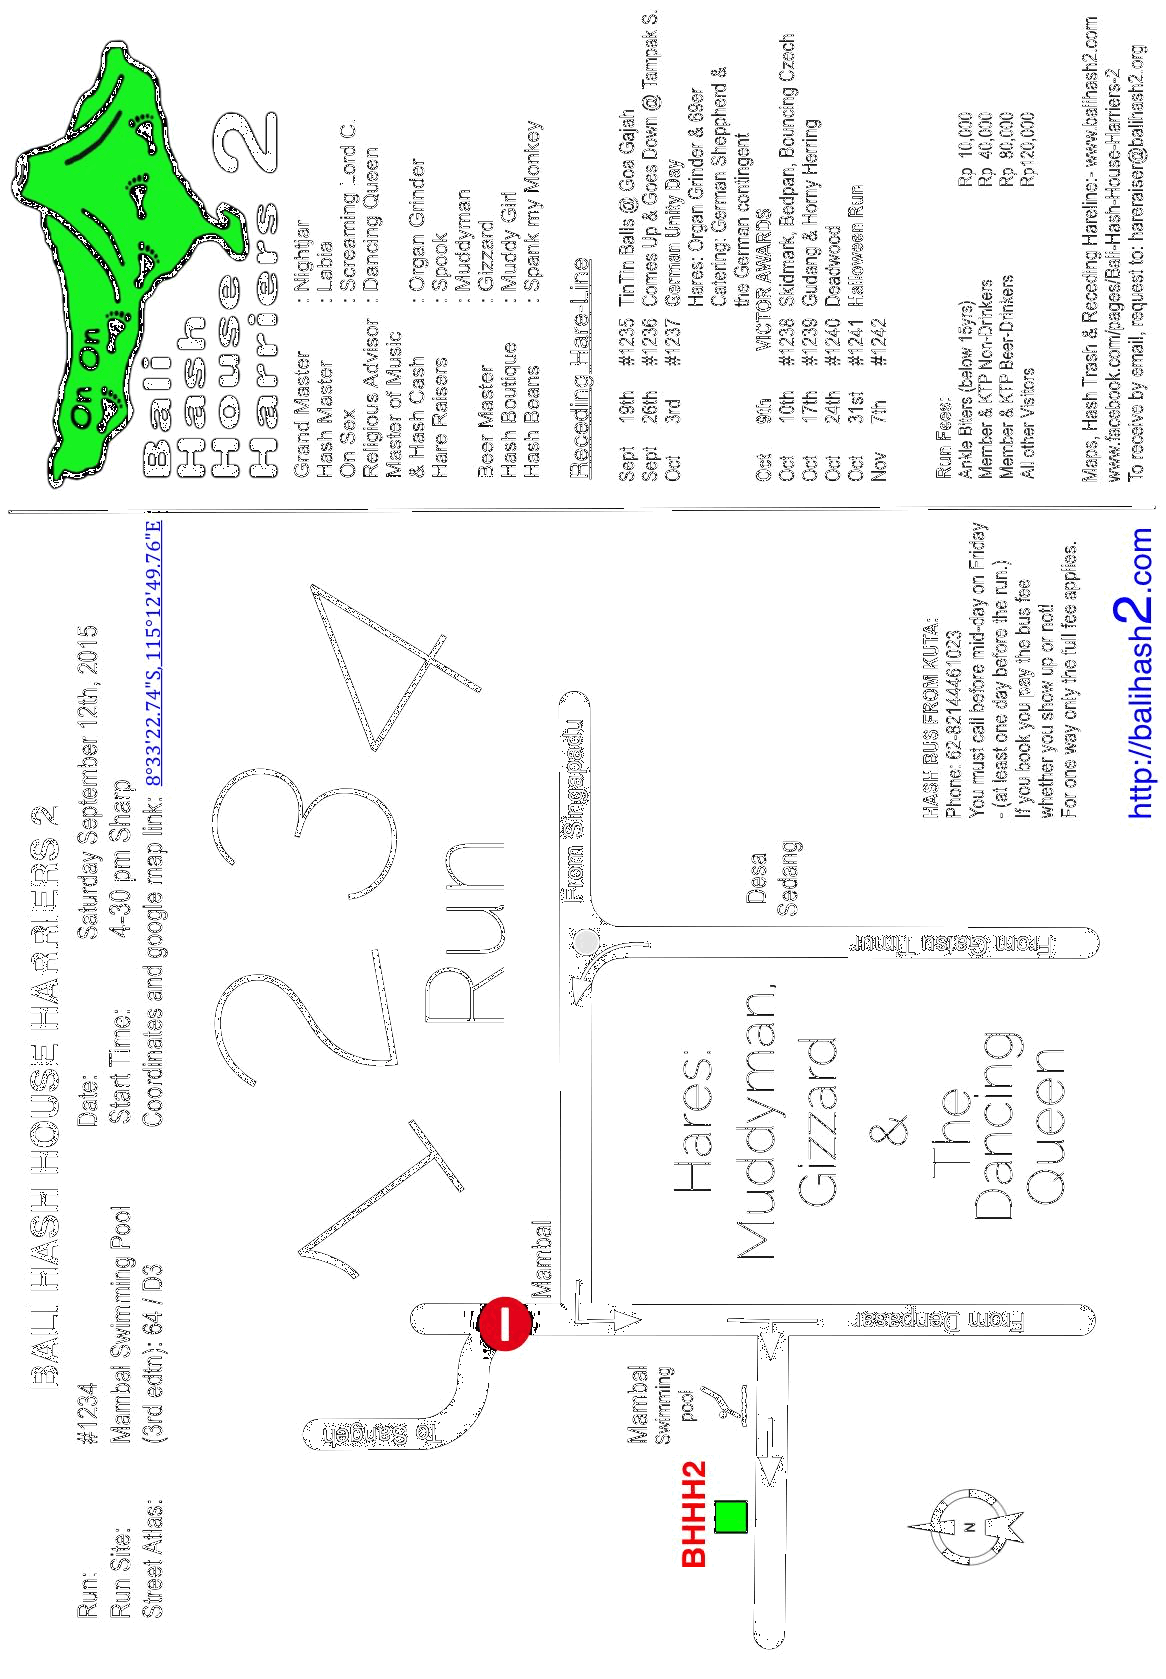 BALI HASH HOUSE HARRIERS 2
Run: #1234 Date: Saturday September 12th, 2015
Run Site: Mambal Swimming Pool Start Time: 4-30 pm Sharp
Street Atlas: (3rd edtn): 64 / D3 Coordinates and google map link: 8°33'22.74"S, 115°12'49.76"E
1 2 3 4
Run
To Sangeh
Mambal
From Singapadu
Mambal
Swimming
pool
BHHH2
Hares:
Muddyman,
Gizzard
&
The
Dancing
Queen
Desa
Sedang
From Gatsu Timur
From Denpasar
N
HASH BUS FROM KUTA:
Phone: 62-82144461023
You must call before mid-day on Friday
- (at least one day before the run.)
If you book you pay the bus fee
whether you show up or not!
For one way only the full fee applies.
http://balihash2.com
On On
Bali
Hash
House
Harriers 2
Grand Master : Nightjar
Hash Master : Labia
On Sex : Screaming Lord C.
Religious Advisor : Dancing Queen
Master of Music
& Hash Cash : Organ Grinder
Hare Raisers : Spook
: Muddyman
Beer Master : Gizzard
Hash Boutique : Muddy Girl
Hash Beans : Spank my Monkey
Receding Hare Line
Sept 19th #1235 TinTin Balls @ Goa Gajah
Sept 26th #1236 Comes Up & Goes Down @ Tampak S.
Oct 3rd #1237 German Unity Day
Hares: Organ Grinder & 69er
Catering: German Sheppherd &
the German contingent
Oct 9th VICTOR AWARDS
Oct 10th #1238 Skidmark, Bedpan, Bouncing Czech
Oct 17th #1239 Gudang & Horny Herring
Oct 24th #1240 Deadwood
Oct 31st #1241 Halloween Run
Nov 7th #1242
Run Fees:
Ankle Biters (below 15yrs) Rp 10,000
Member & KTP Non-Drinkers Rp 40,000
Member & KTP Beer-Drinkers Rp 80,000
All other Visitors Rp120,000
Maps, Hash Trash & Receding Hareline:- www.balihash2.com
www.facebook.com/pages/Bali-Hash-House-Harriers-2
To receive by email, request to: hareraiser@balihash2.org